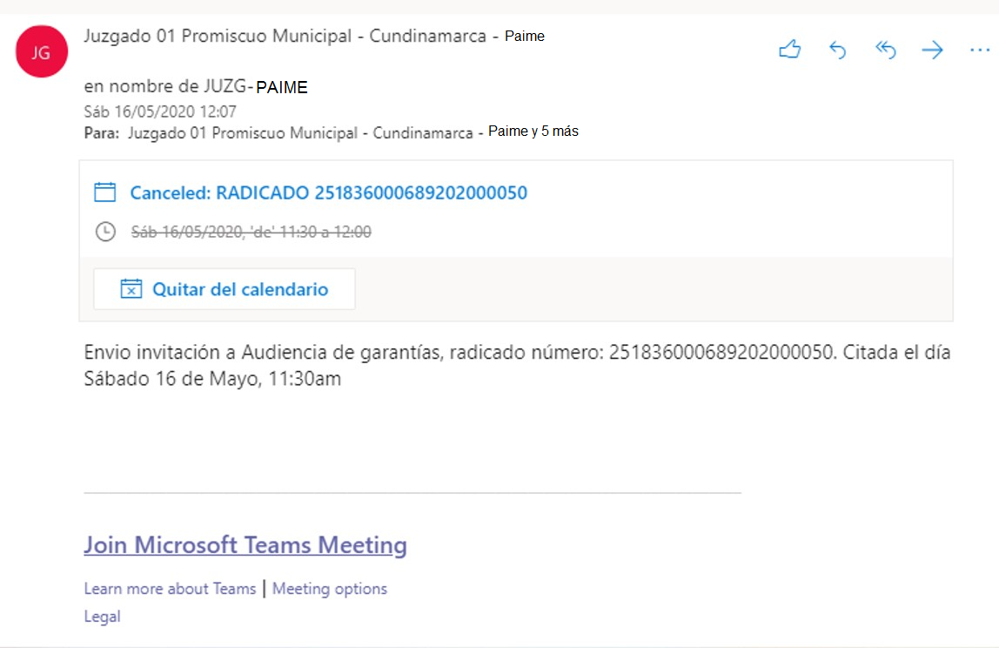 JG
Juzgado 01 Promiscuo Municipal - Cundinamarca - Paime
en nombre de JUZG-PAIME
Sáb 16/05/2020 12:07
Para: Juzgado 01 Promiscuo Municipal - Cundinamarca - Paime y 5 más
Canceled: RADICADO 251836000689202000050
Sáb 16/05/2020, 'de' 11:30 a 12:00
Quitar del calendario
Envio invitación a Audiencia de garantías, radicado número: 251836000689202000050. Citada el día
Sábado 16 de Mayo, 11:30am
Join Microsoft Teams Meeting
Learn more about Teams | Meeting options
Legal